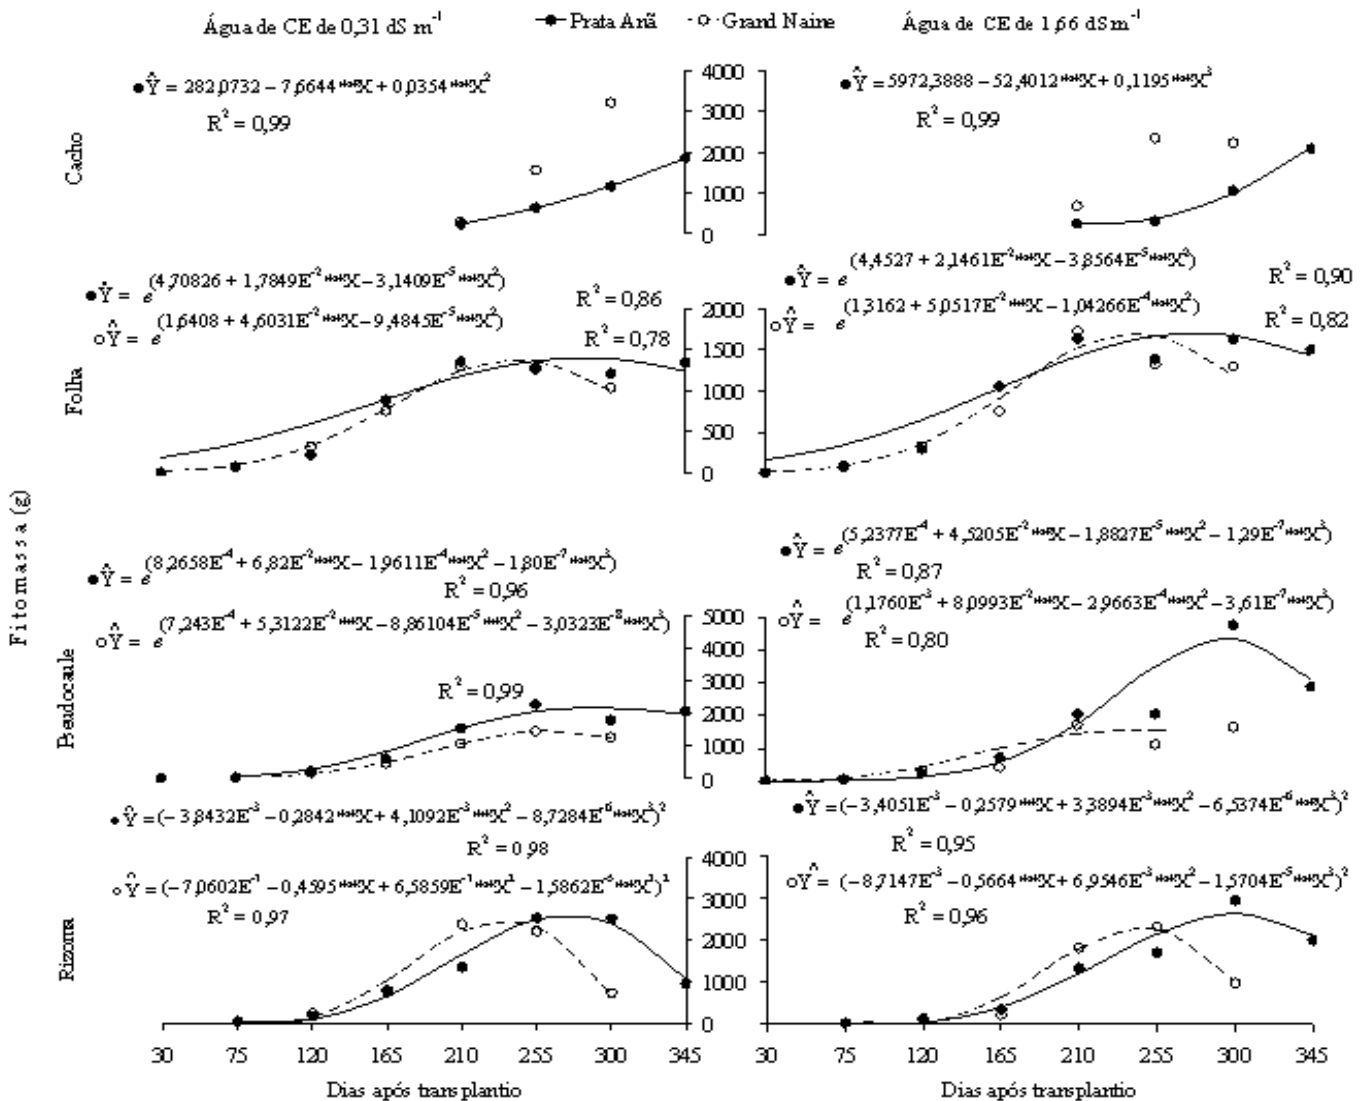 Água de CE de 0,31 dS m⁻¹ Prata Anã Grand Naine Água de CE de 1,66 dS m⁻¹
Cacho
Ŷ = 282,0732 – 7,6644***X + 0,0354***X²
R² = 0,99
4000
3000
2000
1000
0
Ŷ = 5972,3888 – 52,4012***X + 0,1195***X²
R² = 0,99
Folha
Ŷ = e^(4,70826 + 1,7849E⁻²***X – 3,1409E⁻⁵***X²)
R² = 0,86
Ŷ = e^(1,6408 + 4,6031E⁻²***X – 9,4845E⁻⁵***X²)
R² = 0,78
2000
1500
1000
500
0
Ŷ = e^(4,4527 + 2,1461E⁻²***X – 3,8564E⁻⁵***X²)
R² = 0,90
Ŷ = e^(1,3162 + 5,0517E⁻²***X – 1,04266E⁻⁴***X²)
R² = 0,82
Fitomassa (g)
Pseudocaule
Ŷ = e^(8,2658E⁻⁴ + 6,82E⁻²***X – 1,9611E⁻⁴***X² – 1,80E⁻⁷***X³)
R² = 0,96
Ŷ = e^(7,243E⁻⁴ + 5,3122E⁻²***X – 8,86104E⁻⁵***X² – 3,0323E⁻⁸***X³)
R² = 0,99
5000
4000
3000
2000
1000
0
Ŷ = e^(5,2377E⁻⁴ + 4,5205E⁻²***X – 1,8827E⁻⁵***X² – 1,29E⁻⁷***X³)
R² = 0,87
Ŷ = e^(1,1760E⁻³ + 8,0993E⁻²***X – 2,9663E⁻⁴***X² – 3,61E⁻⁷***X³)
R² = 0,80
Rizoma
Ŷ = (– 3,8432E⁻³ – 0,2842***X + 4,1092E⁻³***X² – 8,7284E⁻⁶***X³)²
R² = 0,98
Ŷ = (– 7,0602E – 0,4595***X + 6,5859E ***X – 1,5862E ***X )
R² = 0,97
4000
3000
2000
1000
0
Ŷ = (– 3,4051E⁻³ – 0,2579***X + 3,3894E⁻³***X² – 6,5374E⁻⁶***X³)²
R² = 0,95
Ŷ = (– 8,7147E⁻³ – 0,5664***X + 6,9546E⁻³***X² – 1,5704E⁻⁵***X³)²
R² = 0,96
30 75 120 165 210 255 300 345 30 75 120 165 210 255 300 345
Dias após transplantio Dias após transplantio